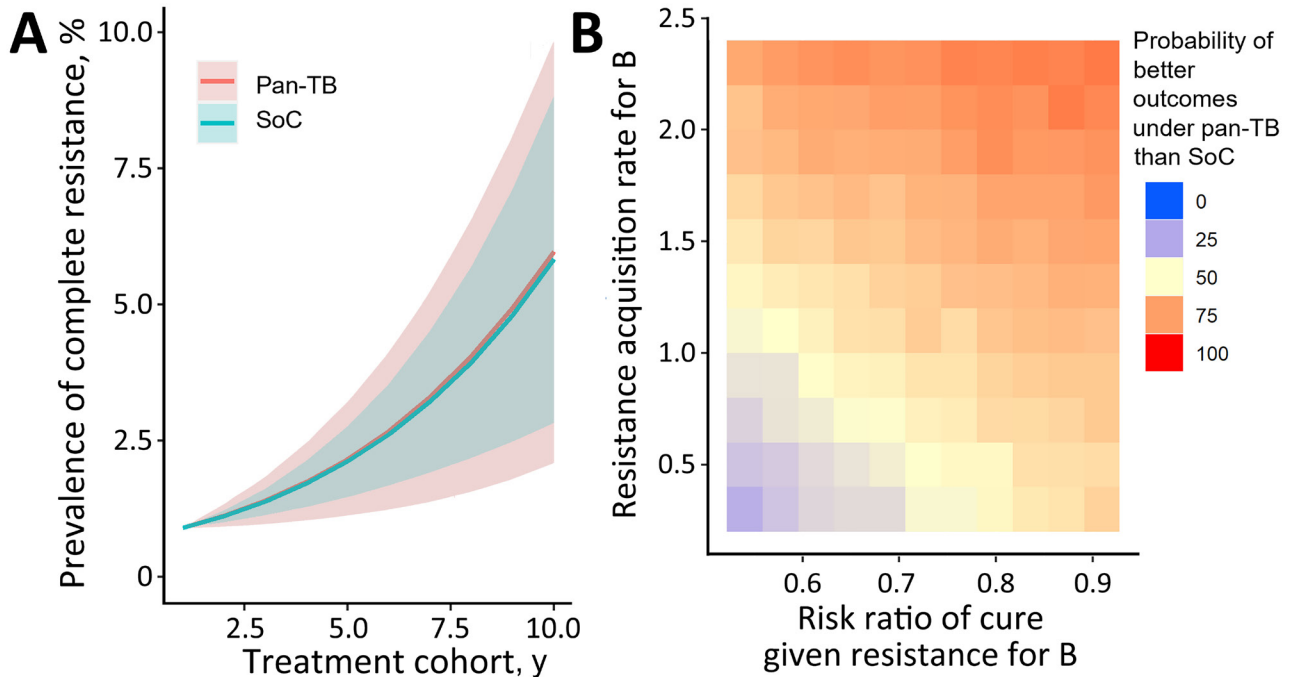 A
Prevalence of complete resistance, %
10.0
7.5
5.0
2.5
0
Pan-TB
SoC
2.5
5.0
7.5
10.0
Treatment cohort, y
B
Resistance acquisition rate for B
2.5
2.0
1.5
1.0
0.5
0.6
0.7
0.8
0.9
Risk ratio of cure
given resistance for B
Probability of
better
outcomes
under pan-TB
than SoC
0
25
50
75
100